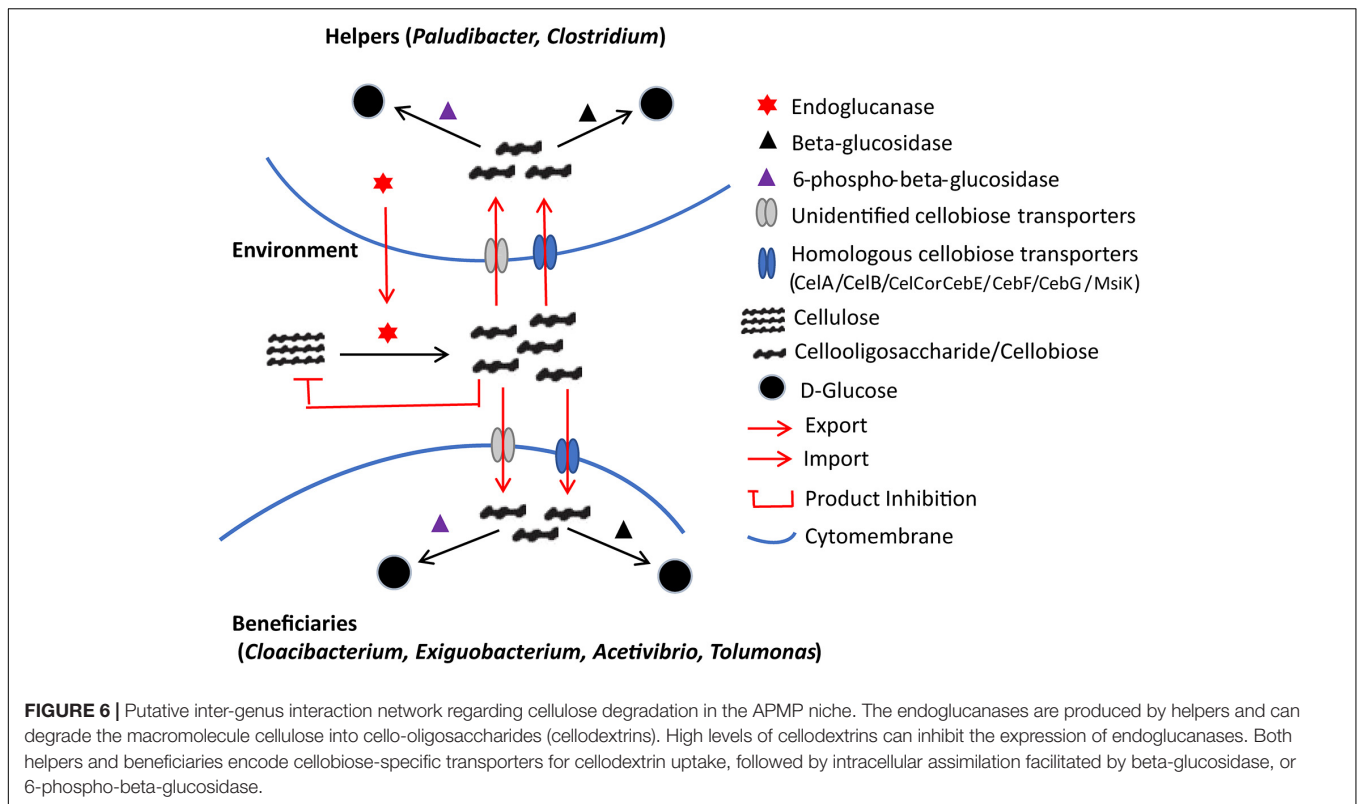 Helpers (Paludibacter, Clostridium)
Environment
Endoglucanase
Beta-glucosidase
6-phospho-beta-glucosidase
Unidentified cellobiose transporters
Homologous cellobiose transporters
(CelA/CelB/CelCorCebE/CebF/CebG/MsiK)
Cellulose
Cellooligosaccharide/Cellobiose
D-Glucose
Export
Import
Product Inhibition
Cytomembrane
Beneficiaries
(Cloacibacterium, Exiguobacterium, Acetivibrio, Tolumonas)
FIGURE 6 | Putative inter-genus interaction network regarding cellulose degradation in the APMP niche. The endoglucanases are produced by helpers and can
degrade the macromolecule cellulose into cello-oligosaccharides (cellodextrins). High levels of cellodextrins can inhibit the expression of endoglucanases. Both
helpers and beneficiaries encode cellobiose-specific transporters for cellodextrin uptake, followed by intracellular assimilation facilitated by beta-glucosidase, or
6-phospho-beta-glucosidase.